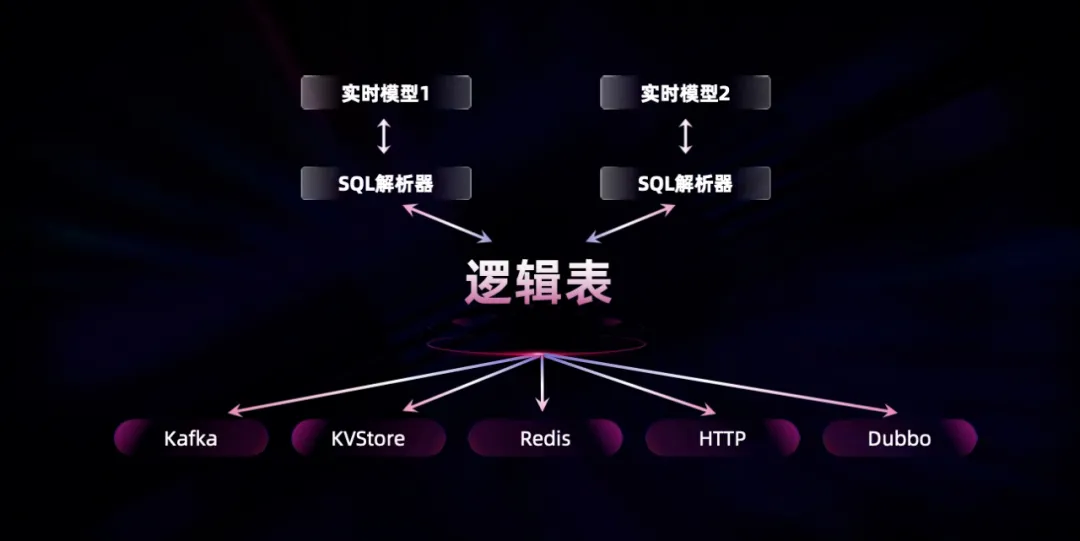 实时模型1
实时模型2
SQL解析器
SQL解析器
逻辑表
Kafka
KVStore
Redis
HTTP
Dubbo